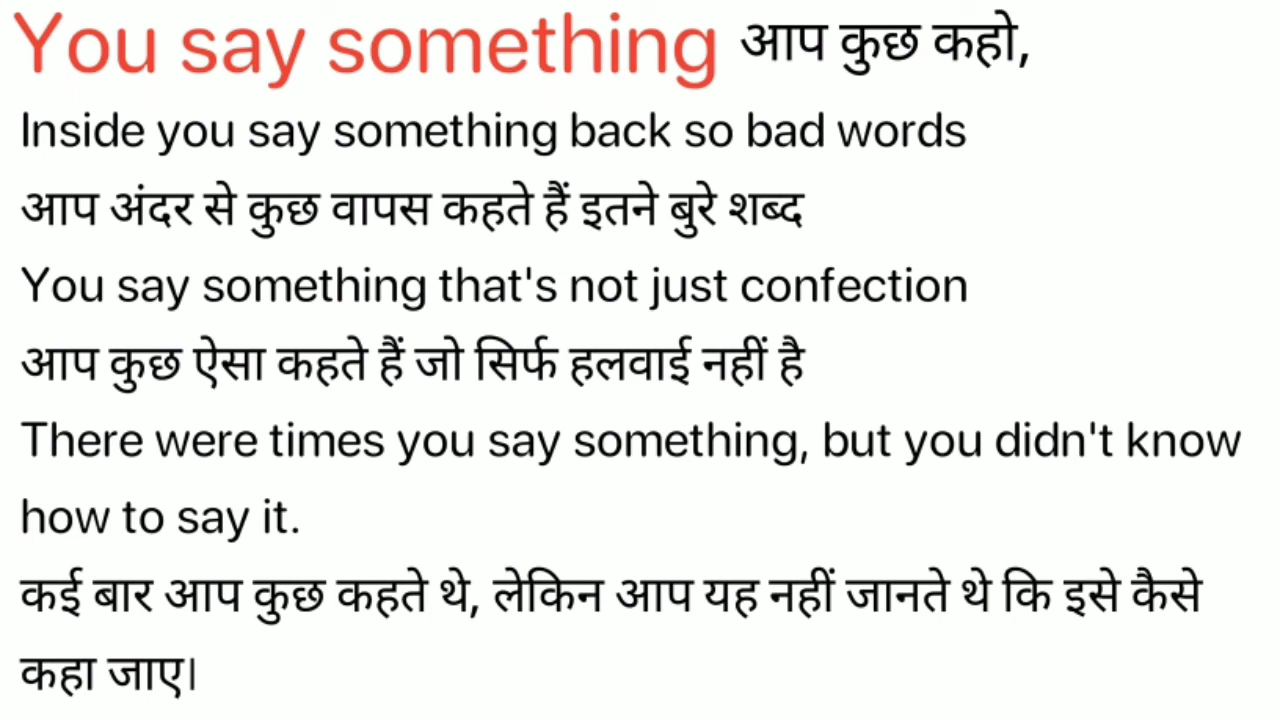 You say something आप कुछ कहो,
Inside you say something back so bad words
आप अंदर से कुछ वापस कहते हैं इतने बुरे शब्द
You say something that's not just confection
आप कुछ ऐसा कहते हैं जो सिर्फ हलवाई नहीं है
There were times you say something, but you didn't know
how to say it.
कई बार आप कुछ कहते थे, लेकिन आप यह नहीं जानते थे कि इसे कैसे
कहा जाए।